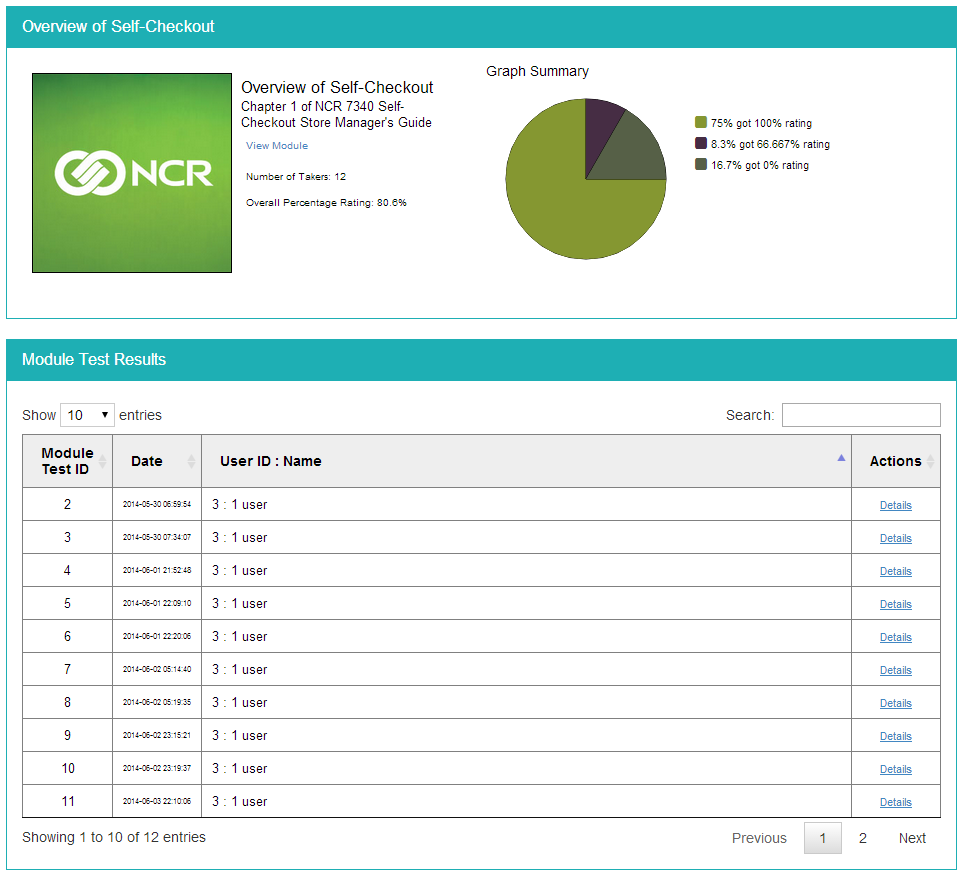 Overview of Self-Checkout
NCR
Overview of Self-Checkout
Chapter 1 of NCR 7340 Self-
Checkout Store Manager's Guide
View Module
Number of Takers: 12
Overall Percentage Rating: 80.6%
Graph Summary
75% got 100% rating
8.3% got 66.667% rating
16.7% got 0% rating
Module Test Results
Show 10 entries
Search:
Module Test ID Date User ID : Name Actions
2 2014-05-30 06:59:54 3 : 1 user Details
3 2014-05-30 07:34:07 3 : 1 user Details
4 2014-06-01 21:52:48 3 : 1 user Details
5 2014-06-01 22:09:10 3 : 1 user Details
6 2014-06-01 22:20:06 3 : 1 user Details
7 2014-06-02 05:14:40 3 : 1 user Details
8 2014-06-02 05:19:35 3 : 1 user Details
9 2014-06-02 23:15:21 3 : 1 user Details
10 2014-06-02 23:19:37 3 : 1 user Details
11 2014-06-03 22:10:06 3 : 1 user Details
Showing 1 to 10 of 12 entries
Previous 1 2 Next